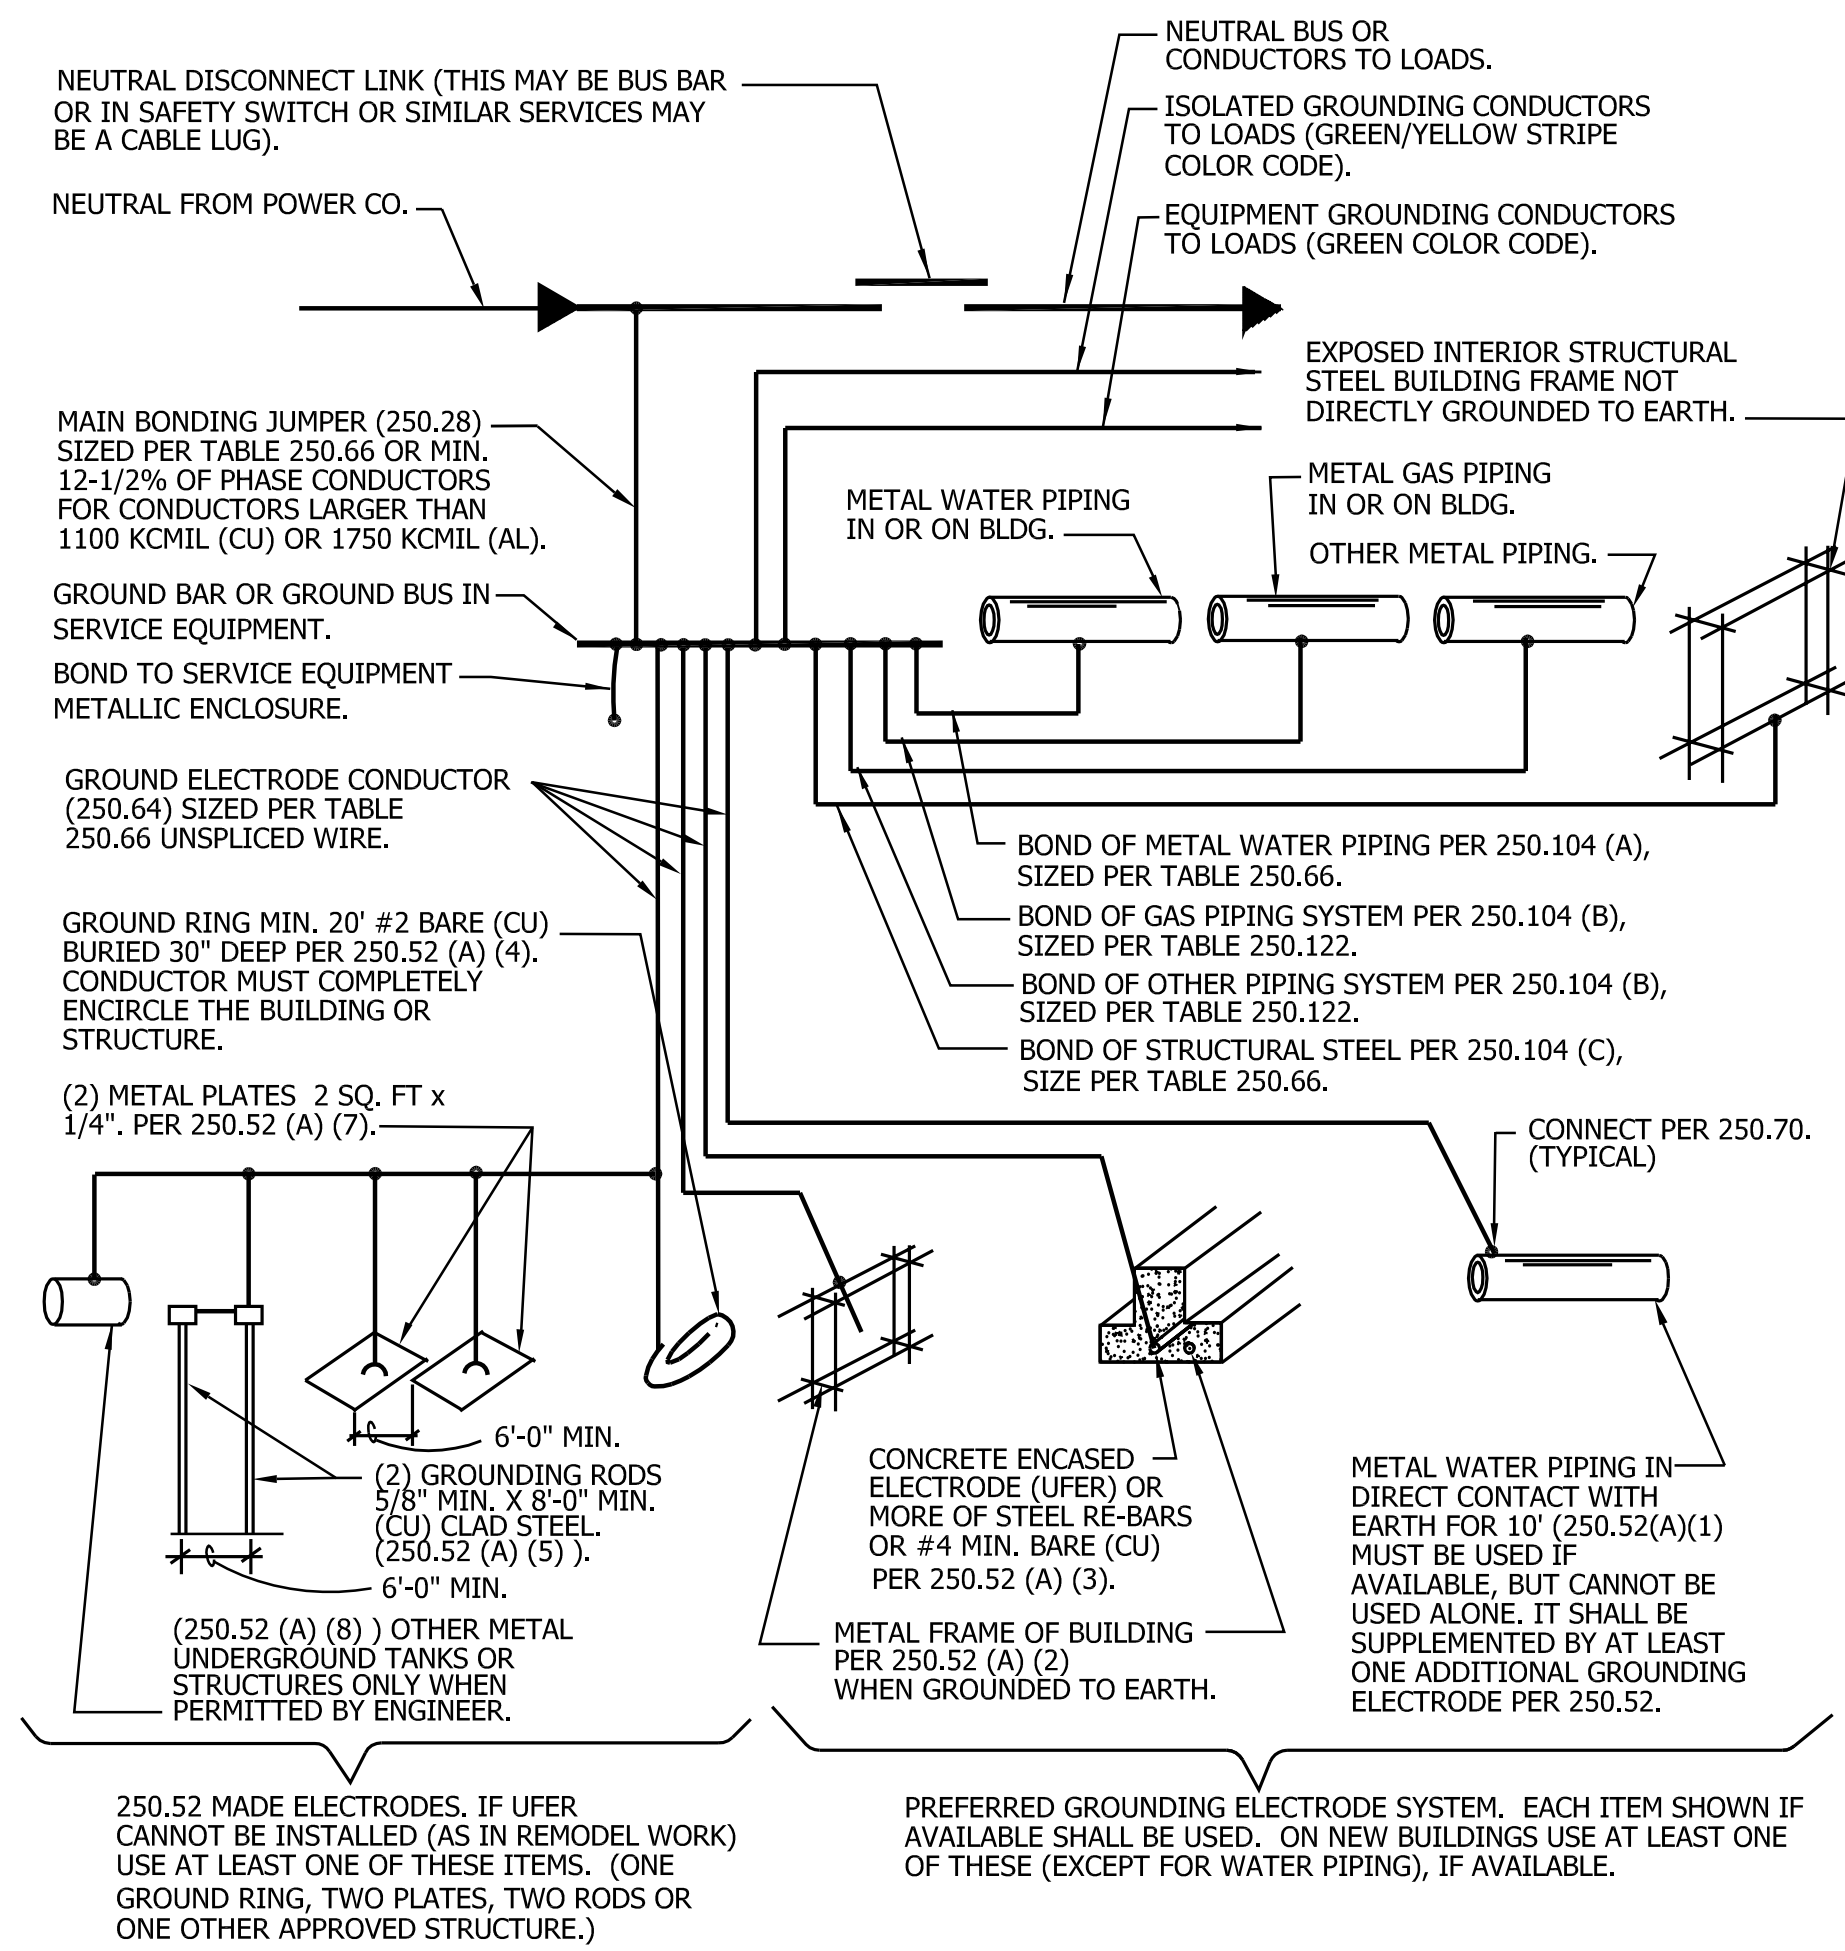 NEUTRAL DISCONNECT LINK (THIS MAY BE BUS BAR
OR IN SAFETY SWITCH OR SIMILAR SERVICES MAY
BE A CABLE LUG).
NEUTRAL FROM POWER CO.
NEUTRAL BUS OR
CONDUCTORS TO LOADS.
ISOLATED GROUNDING CONDUCTORS
TO LOADS (GREEN/YELLOW STRIPE
COLOR CODE).
EQUIPMENT GROUNDING CONDUCTORS
TO LOADS (GREEN COLOR CODE).
EXPOSED INTERIOR STRUCTURAL
STEEL BUILDING FRAME NOT
DIRECTLY GROUNDED TO EARTH.
MAIN BONDING JUMPER (250.28)
SIZED PER TABLE 250.66 OR MIN.
12-1/2% OF PHASE CONDUCTORS
FOR CONDUCTORS LARGER THAN
1100 KCMIL (CU) OR 1750 KCMIL (AL).
METAL WATER PIPING
IN OR ON BLDG.
METAL GAS PIPING
IN OR ON BLDG.
OTHER METAL PIPING.
GROUND BAR OR GROUND BUS IN
SERVICE EQUIPMENT.
BOND TO SERVICE EQUIPMENT
METALLIC ENCLOSURE.
GROUND ELECTRODE CONDUCTOR
(250.64) SIZED PER TABLE
250.66 UNSPLICED WIRE.
BOND OF METAL WATER PIPING PER 250.104 (A),
SIZED PER TABLE 250.66.
BOND OF GAS PIPING SYSTEM PER 250.104 (B),
SIZED PER TABLE 250.122.
BOND OF OTHER PIPING SYSTEM PER 250.104 (B),
SIZED PER TABLE 250.122.
BOND OF STRUCTURAL STEEL PER 250.104 (C),
SIZE PER TABLE 250.66.
GROUND RING MIN. 20' #2 BARE (CU)
BURIED 30" DEEP PER 250.52 (A) (4).
CONDUCTOR MUST COMPLETELY
ENCIRCLE THE BUILDING OR
STRUCTURE.
(2) METAL PLATES 2 SQ. FT x
1/4". PER 250.52 (A) (7).
CONNECT PER 250.70.
(TYPICAL)
6'-0" MIN.
(2) GROUNDING RODS
5/8" MIN. X 8'-0" MIN.
(CU) CLAD STEEL.
(250.52 (A) (5) ).
6'-0" MIN.
(250.52 (A) (8) ) OTHER METAL
UNDERGROUND TANKS OR
STRUCTURES ONLY WHEN
PERMITTED BY ENGINEER.
CONCRETE ENCASED
ELECTRODE (UFER) OR
MORE OF STEEL RE-BARS
OR #4 MIN. BARE (CU)
PER 250.52 (A) (3).
METAL FRAME OF BUILDING
PER 250.52 (A) (2)
WHEN GROUNDED TO EARTH.
METAL WATER PIPING IN
DIRECT CONTACT WITH
EARTH FOR 10' (250.52(A)(1)
MUST BE USED IF
AVAILABLE, BUT CANNOT BE
USED ALONE. IT SHALL BE
SUPPLEMENTED BY AT LEAST
ONE ADDITIONAL GROUNDING
ELECTRODE PER 250.52.
250.52 MADE ELECTRODES. IF UFER
CANNOT BE INSTALLED (AS IN REMODEL WORK)
USE AT LEAST ONE OF THESE ITEMS. (ONE
GROUND RING, TWO PLATES, TWO RODS OR
ONE OTHER APPROVED STRUCTURE.)
PREFERRED GROUNDING ELECTRODE SYSTEM. EACH ITEM SHOWN IF
AVAILABLE SHALL BE USED. ON NEW BUILDINGS USE AT LEAST ONE
OF THESE (EXCEPT FOR WATER PIPING), IF AVAILABLE.